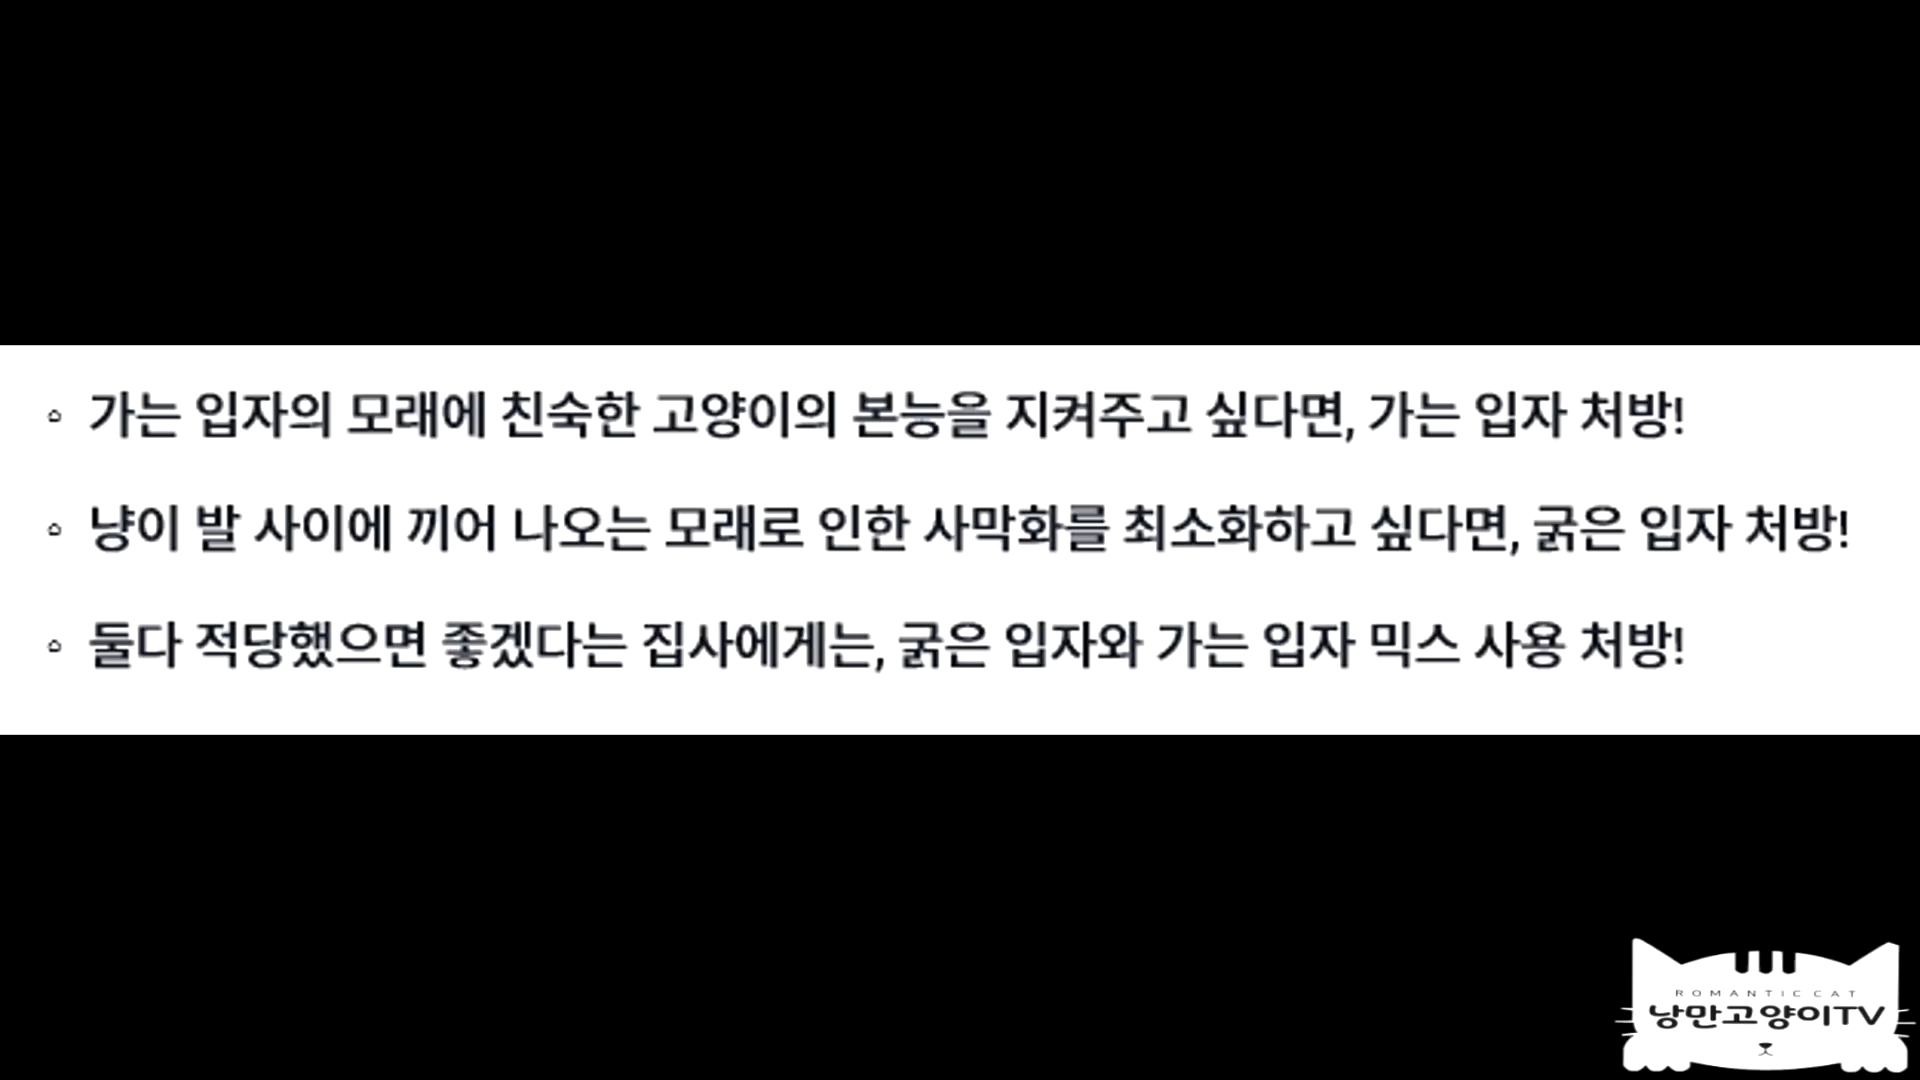 가는 입자의 모래에 친숙한 고양이의 본능을 지켜주고 싶다면, 가는 입자 처방!
냥이 발 사이에 끼어 나오는 모래로 인한 사막화를 최소화하고 싶다면, 굵은 입자 처방!
둘다 적당했으면 좋겠다는 집사에게는, 굵은 입자와 가는 입자 믹스 사용 처방!
ROMANTIC CAT
낭만고양이TV